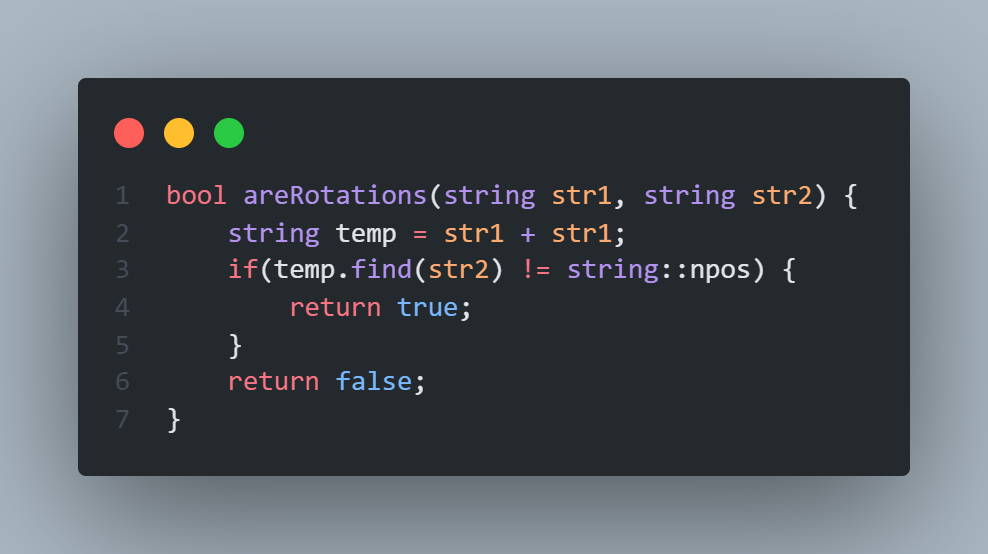 1 bool areRotations(string str1, string str2) {
2     string temp = str1 + str1;
3     if(temp.find(str2) != string::npos) {
4         return true;
5     }
6     return false;
7 }